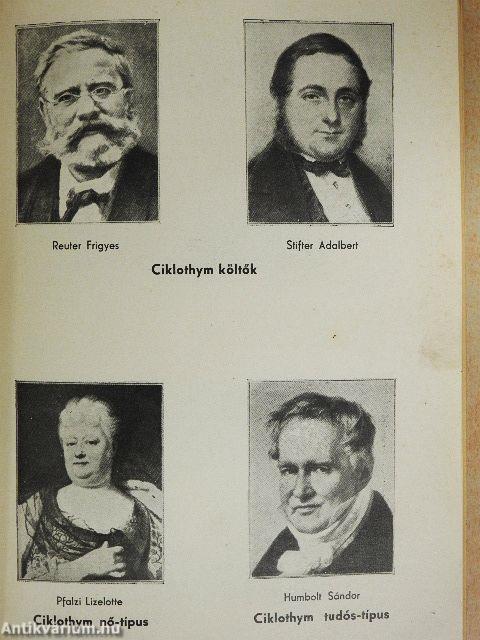 Reuter Frigyes
Stifter Adalbert
Ciklothym költők
Pfalzi Lizelotte
Humbolt Sándor
Ciklothym nő-típus
Ciklothym tudós-típus
Antikvarium.hu